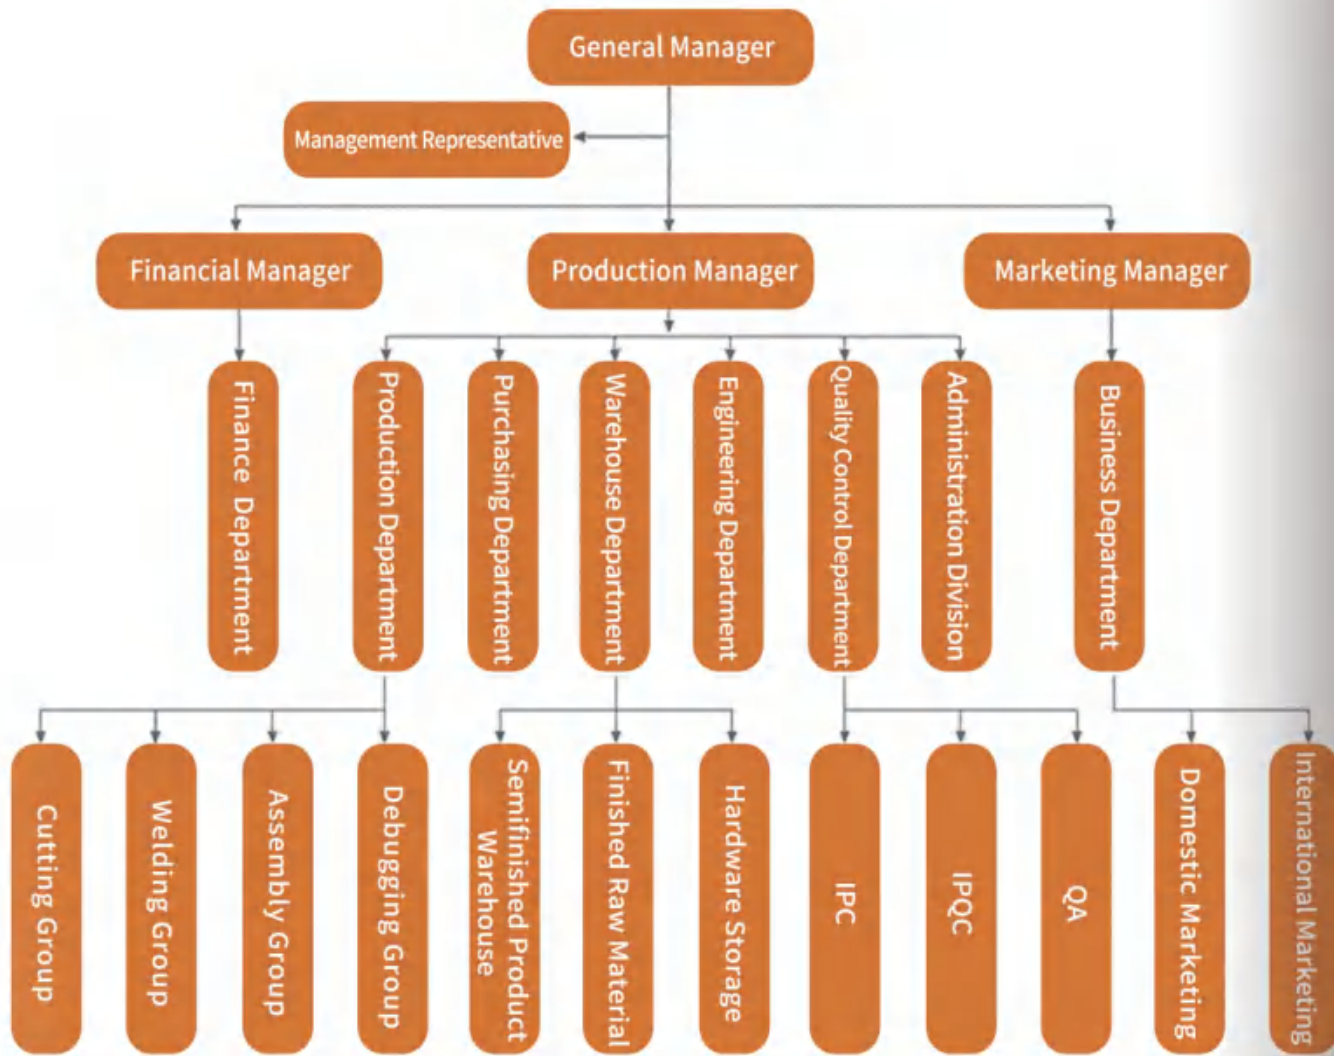 General Manager
Management Representative
Financial Manager
Production Manager
Marketing Manager
Finance Department
Production Department
Purchasing Department
Warehouse Department
Engineering Department
Quality Control Department
Administration Division
Business Department
Cutting Group
Welding Group
Assembly Group
Debugging Group
Semifinished Product
Warehouse
Finished Raw Material
Hardware Storage
IPC
IPQC
QA
Domestic Marketing
International Marketing